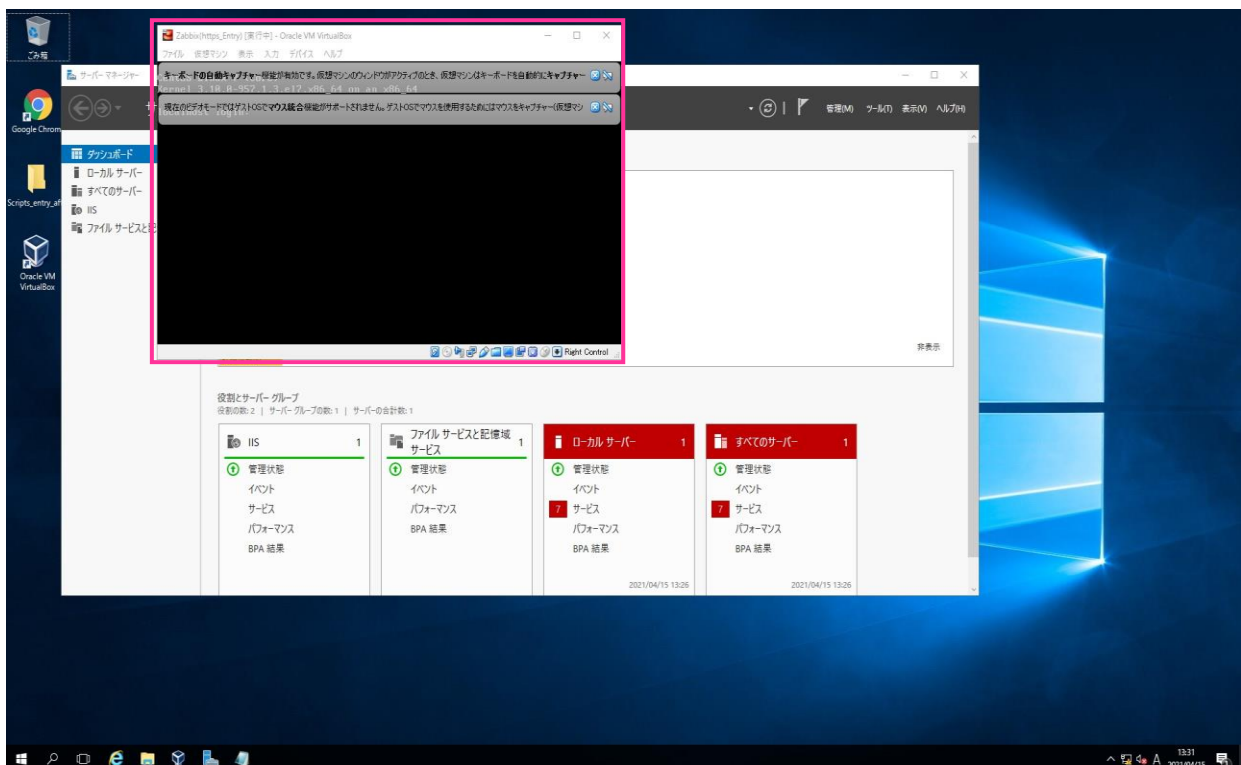 ごみ箱
Google Chrom
Scripts_entry_af
Oracle VM
VirtualBox
Zabbix(https_Entry) [実行中] - Oracle VM VirtualBox
ファイル 仮想マシン 表示 入力 デバイス ヘルプ
キーボードの自動キャプチャー機能が有効です。仮想マシンのウィンドウがアクティブのとき、仮想マシンはキーボードを自動的にキャプチャー
Kernel 3.10.0-957.1.3.el7.x86_64 on an x86_64
現在のビデオモードではゲストOSでマウス統合機能がサポートされません。ゲストOSでマウスを使用するためにはマウスをキャプチャー(仮想マシ
localhost login:
Right Control
サーバー マネージャー
管理(M) ツール(T) 表示(V) ヘルプ(H)
ダッシュボード
ローカル サーバー
すべてのサーバー
IIS
ファイル サービスと記
非表示
役割とサーバー グループ
役割の数: 2 | サーバー グループの数: 1 | サーバーの合計数: 1
IIS 1
管理状態
イベント
サービス
パフォーマンス
BPA 結果
ファイル サービスと記憶域
サービス 1
管理状態
イベント
パフォーマンス
BPA 結果
ローカル サーバー 1
管理状態
イベント
7 サービス
パフォーマンス
BPA 結果
2021/04/15 13:26
すべてのサーバー 1
管理状態
イベント
7 サービス
パフォーマンス
BPA 結果
2021/04/15 13:26
A
13:31
2021/04/15